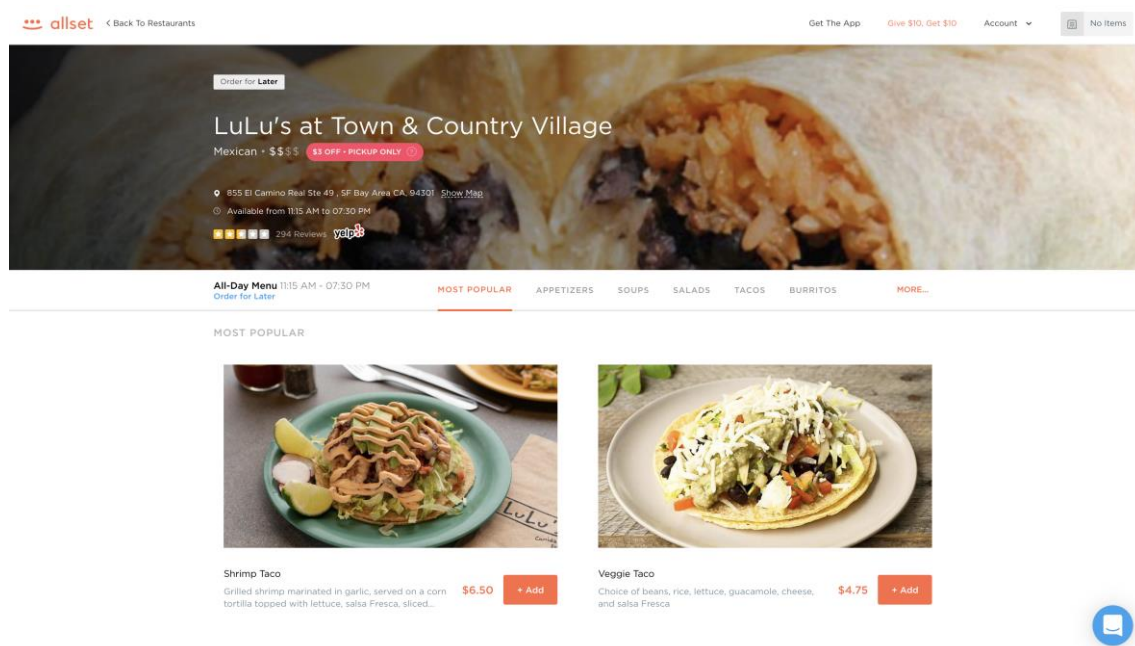 allset
< Back To Restaurants
Get The App
Give $10, Get $10
Account
No Items
Order for Later
LuLu's at Town & Country Village
Mexican • $$$$
$3 OFF - PICKUP ONLY
855 El Camino Real Ste 49 , SF Bay Area CA, 94301 Show Map
Available from 11:15 AM to 07:30 PM
294 Reviews yelp
All-Day Menu 11:15 AM - 07:30 PM
Order for Later
MOST POPULAR
APPETIZERS
SOUPS
SALADS
TACOS
BURRITOS
MORE...
MOST POPULAR
LuLu's
Shrimp Taco
Grilled shrimp marinated in garlic, served on a corn
tortilla topped with lettuce, salsa Fresca, sliced...
$6.50
+ Add
Veggie Taco
Choice of beans, rice, lettuce, guacamole, cheese,
and salsa Fresca
$4.75
+ Add